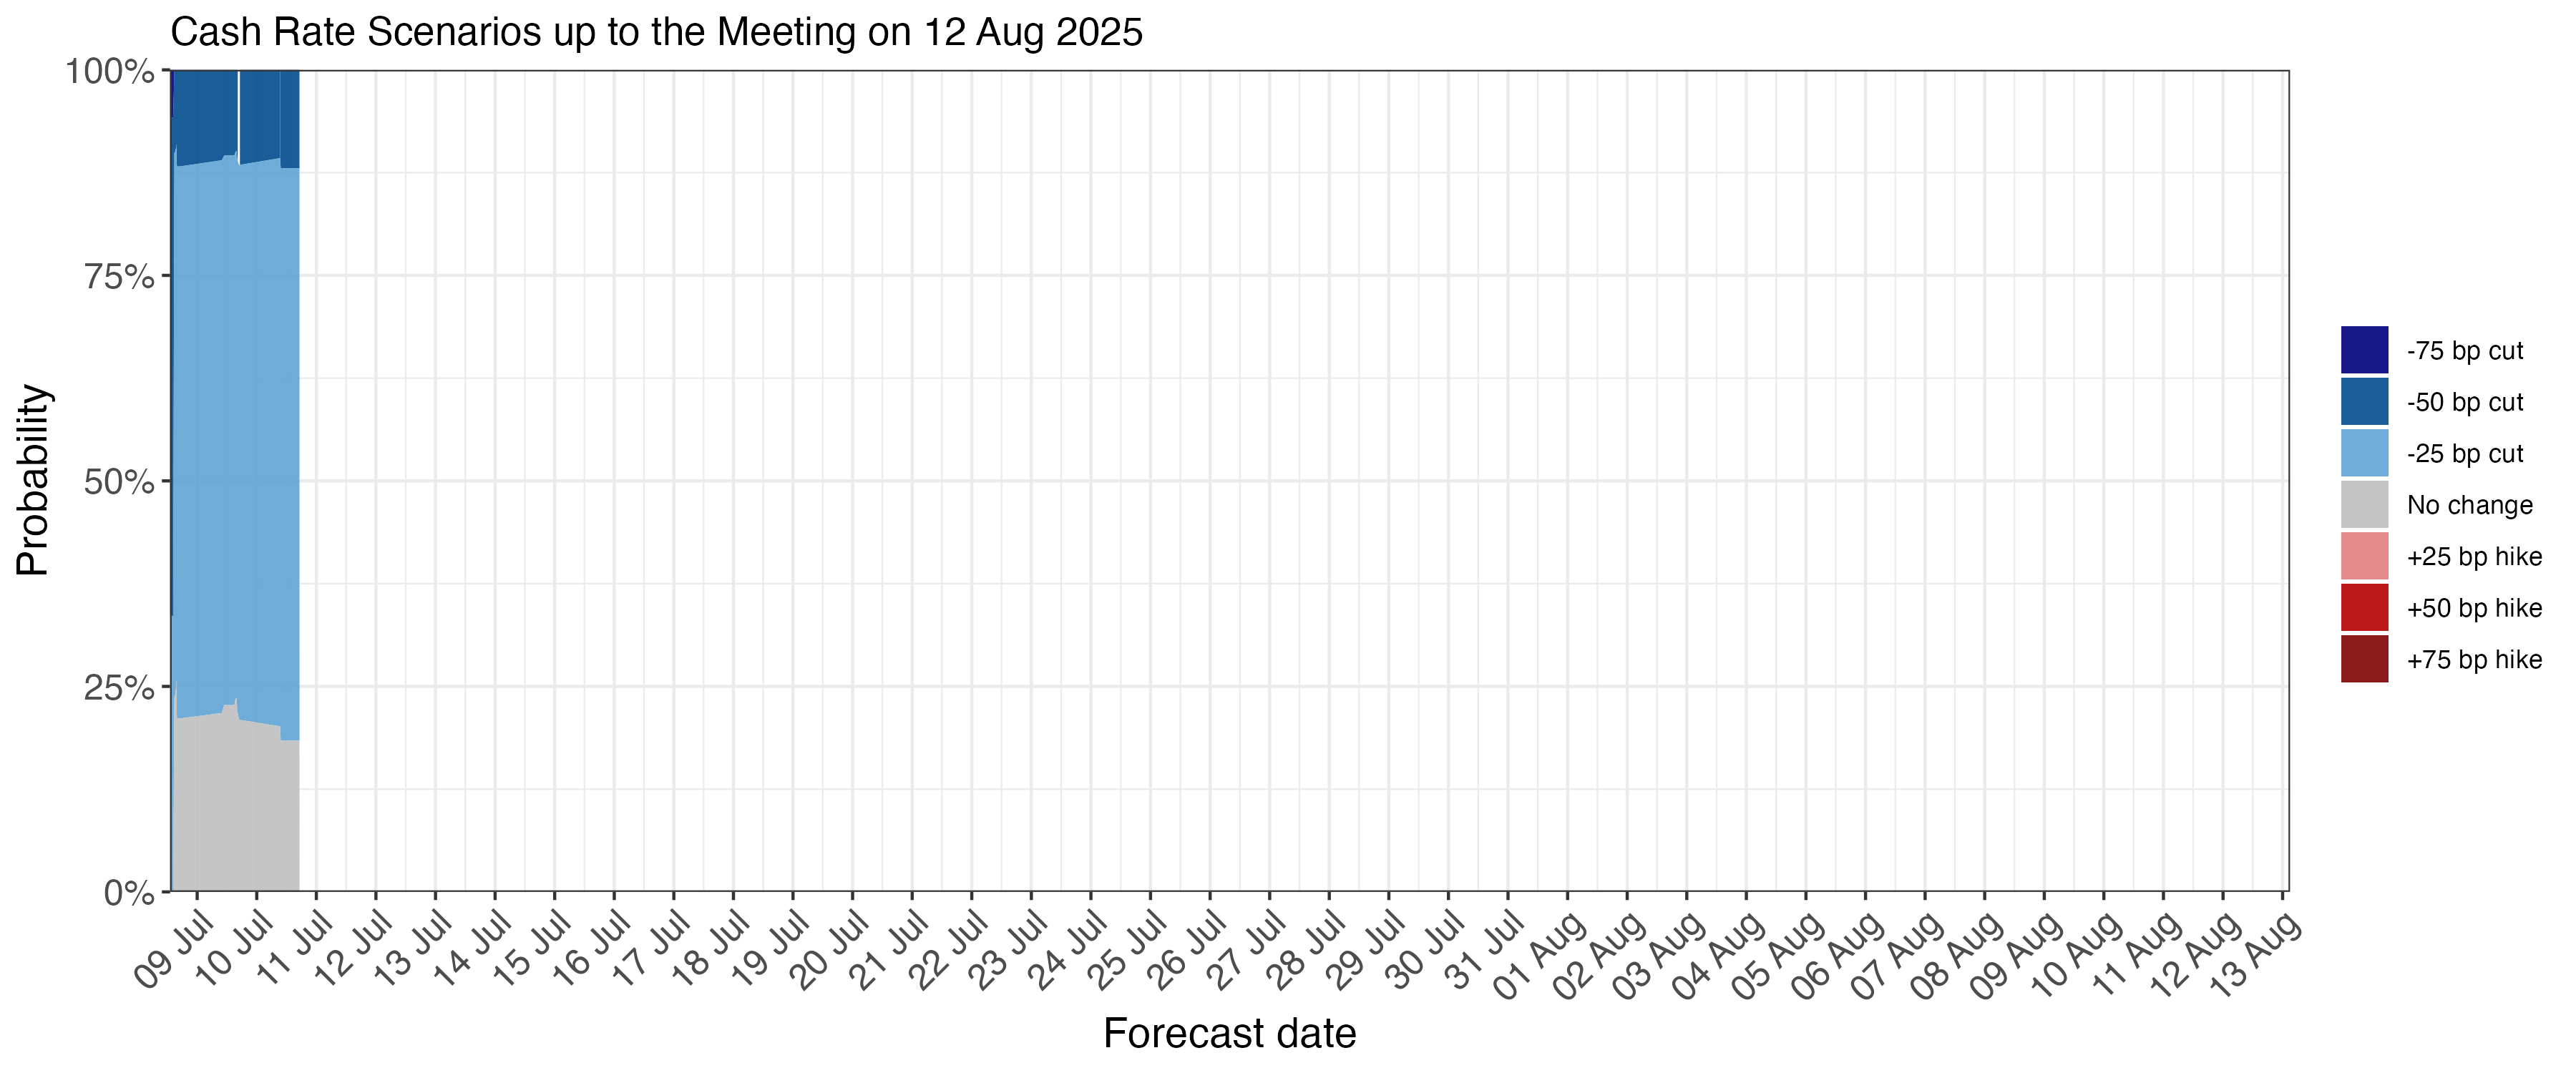 Cash Rate Scenarios up to the Meeting on 12 Aug 2025
100%
75%
50%
25%
0%
Probability
09 Jul
10 Jul
11 Jul
12 Jul
13 Jul
14 Jul
15 Jul
16 Jul
17 Jul
18 Jul
19 Jul
20 Jul
21 Jul
22 Jul
23 Jul
24 Jul
25 Jul
26 Jul
27 Jul
28 Jul
29 Jul
30 Jul
31 Jul
01 Aug
02 Aug
03 Aug
04 Aug
05 Aug
06 Aug
07 Aug
08 Aug
09 Aug
10 Aug
11 Aug
12 Aug
13 Aug
Forecast date
-75 bp cut
-50 bp cut
-25 bp cut
No change
+25 bp hike
+50 bp hike
+75 bp hike